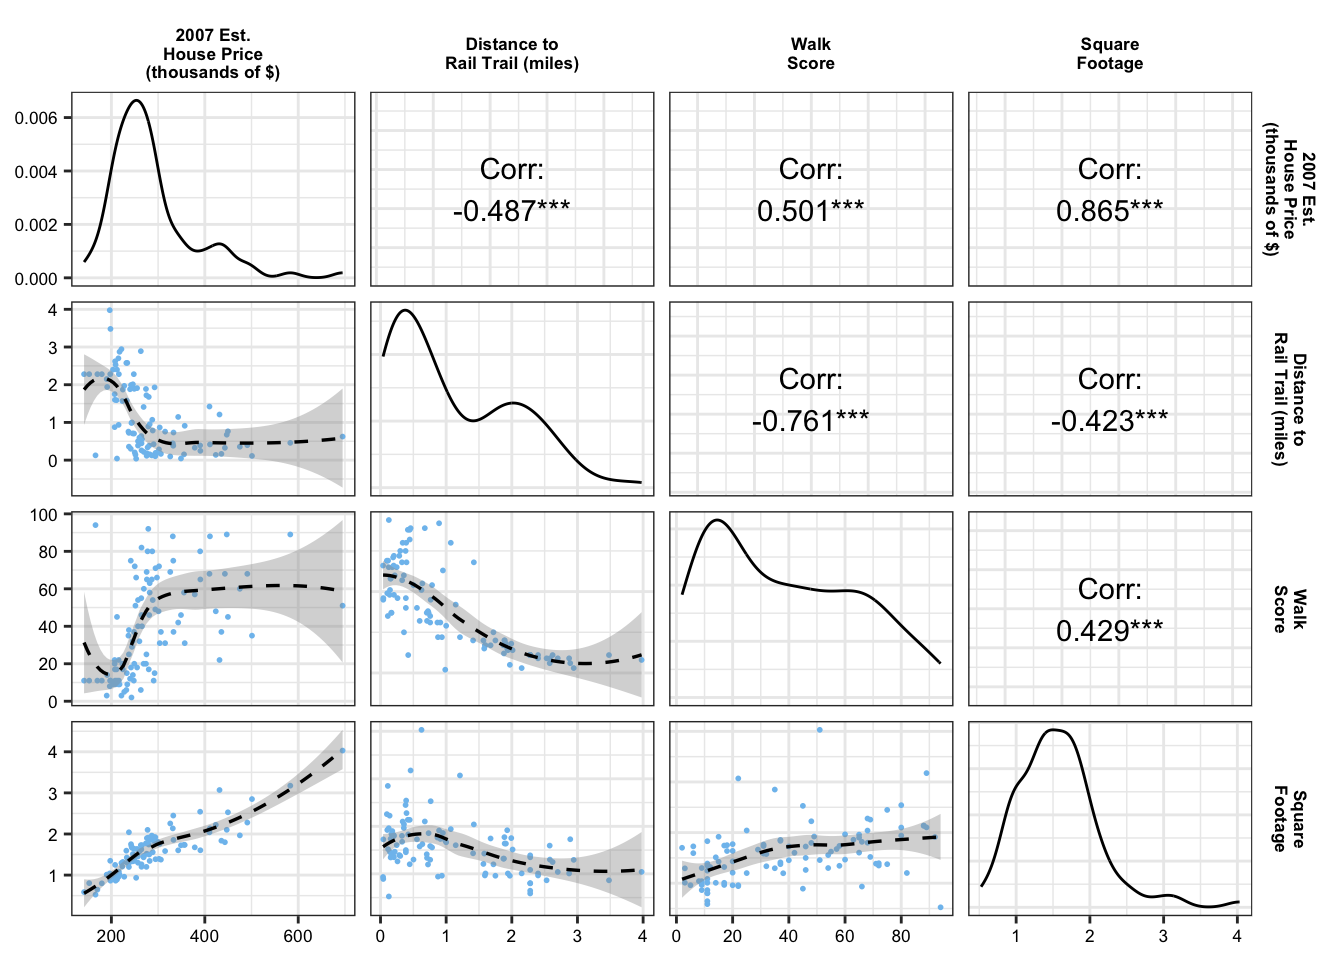 2007 Est.
House Price
(thousands of $)
Distance to
Rail Trail (miles)
Walk
Score
Square
Footage
0.006
0.004
0.002
0.000
Corr:
-0.487***
Corr:
0.501***
Corr:
0.865***
2007 Est.
House Price
(thousands of $)
4
3
2
1
0
Corr:
-0.761***
Corr:
-0.423***
Distance to
Rail Trail (miles)
100
80
60
40
20
0
Corr:
0.429***
Walk
Score
4
3
2
1
Square
Footage
200 400 600
0 1 2 3 4
0 20 40 60 80
1 2 3 4